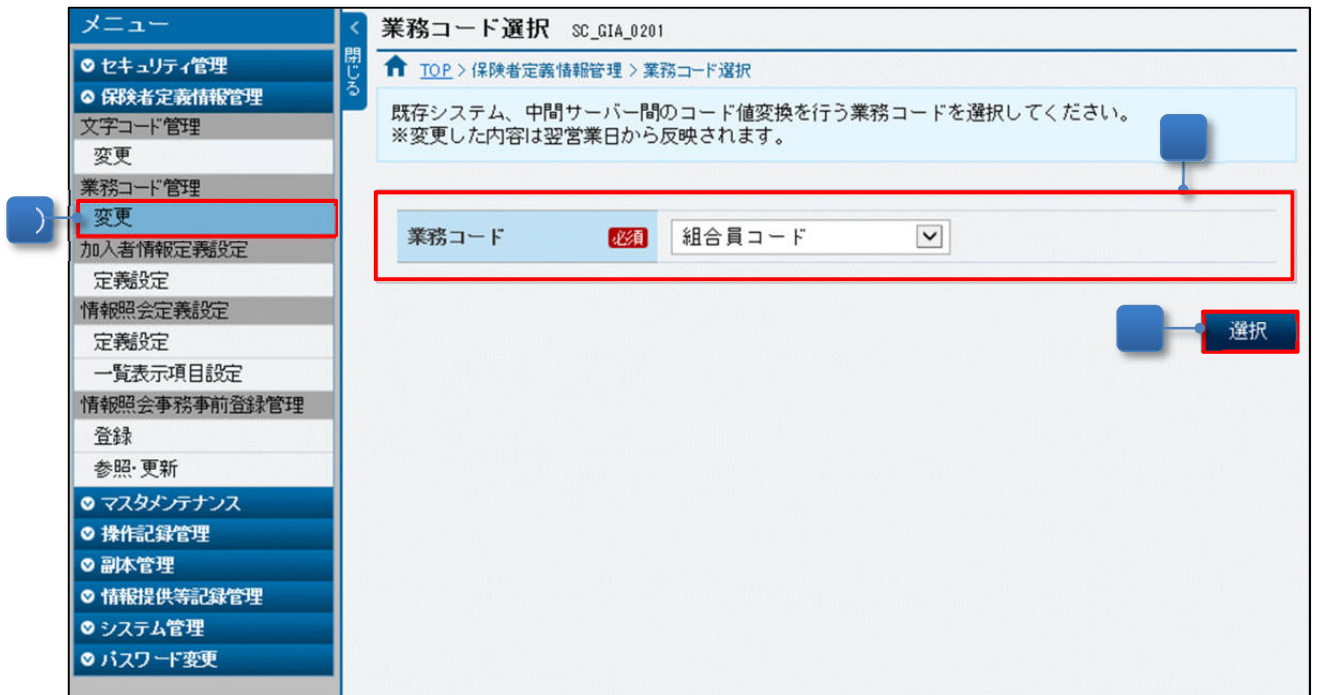 メニュー
セキュリティ管理
保険者定義情報管理
文字コード管理
変更
業務コード管理
変更
)
加入者情報定義設定
定義設定
情報照会定義設定
定義設定
一覧表示項目設定
情報照会事務事前登録管理
登録
参照・更新
マスタメンテナンス
操作記録管理
副本管理
情報提供等記録管理
システム管理
パスワード変更
<
閉じる
業務コード選択 SC_GIA_0201
TOP > 保険者定義情報管理 > 業務コード選択
既存システム、中間サーバー間のコード値変換を行う業務コードを選択してください。
※変更した内容は翌営業日から反映されます。
業務コード 必須 組合員コード
選択